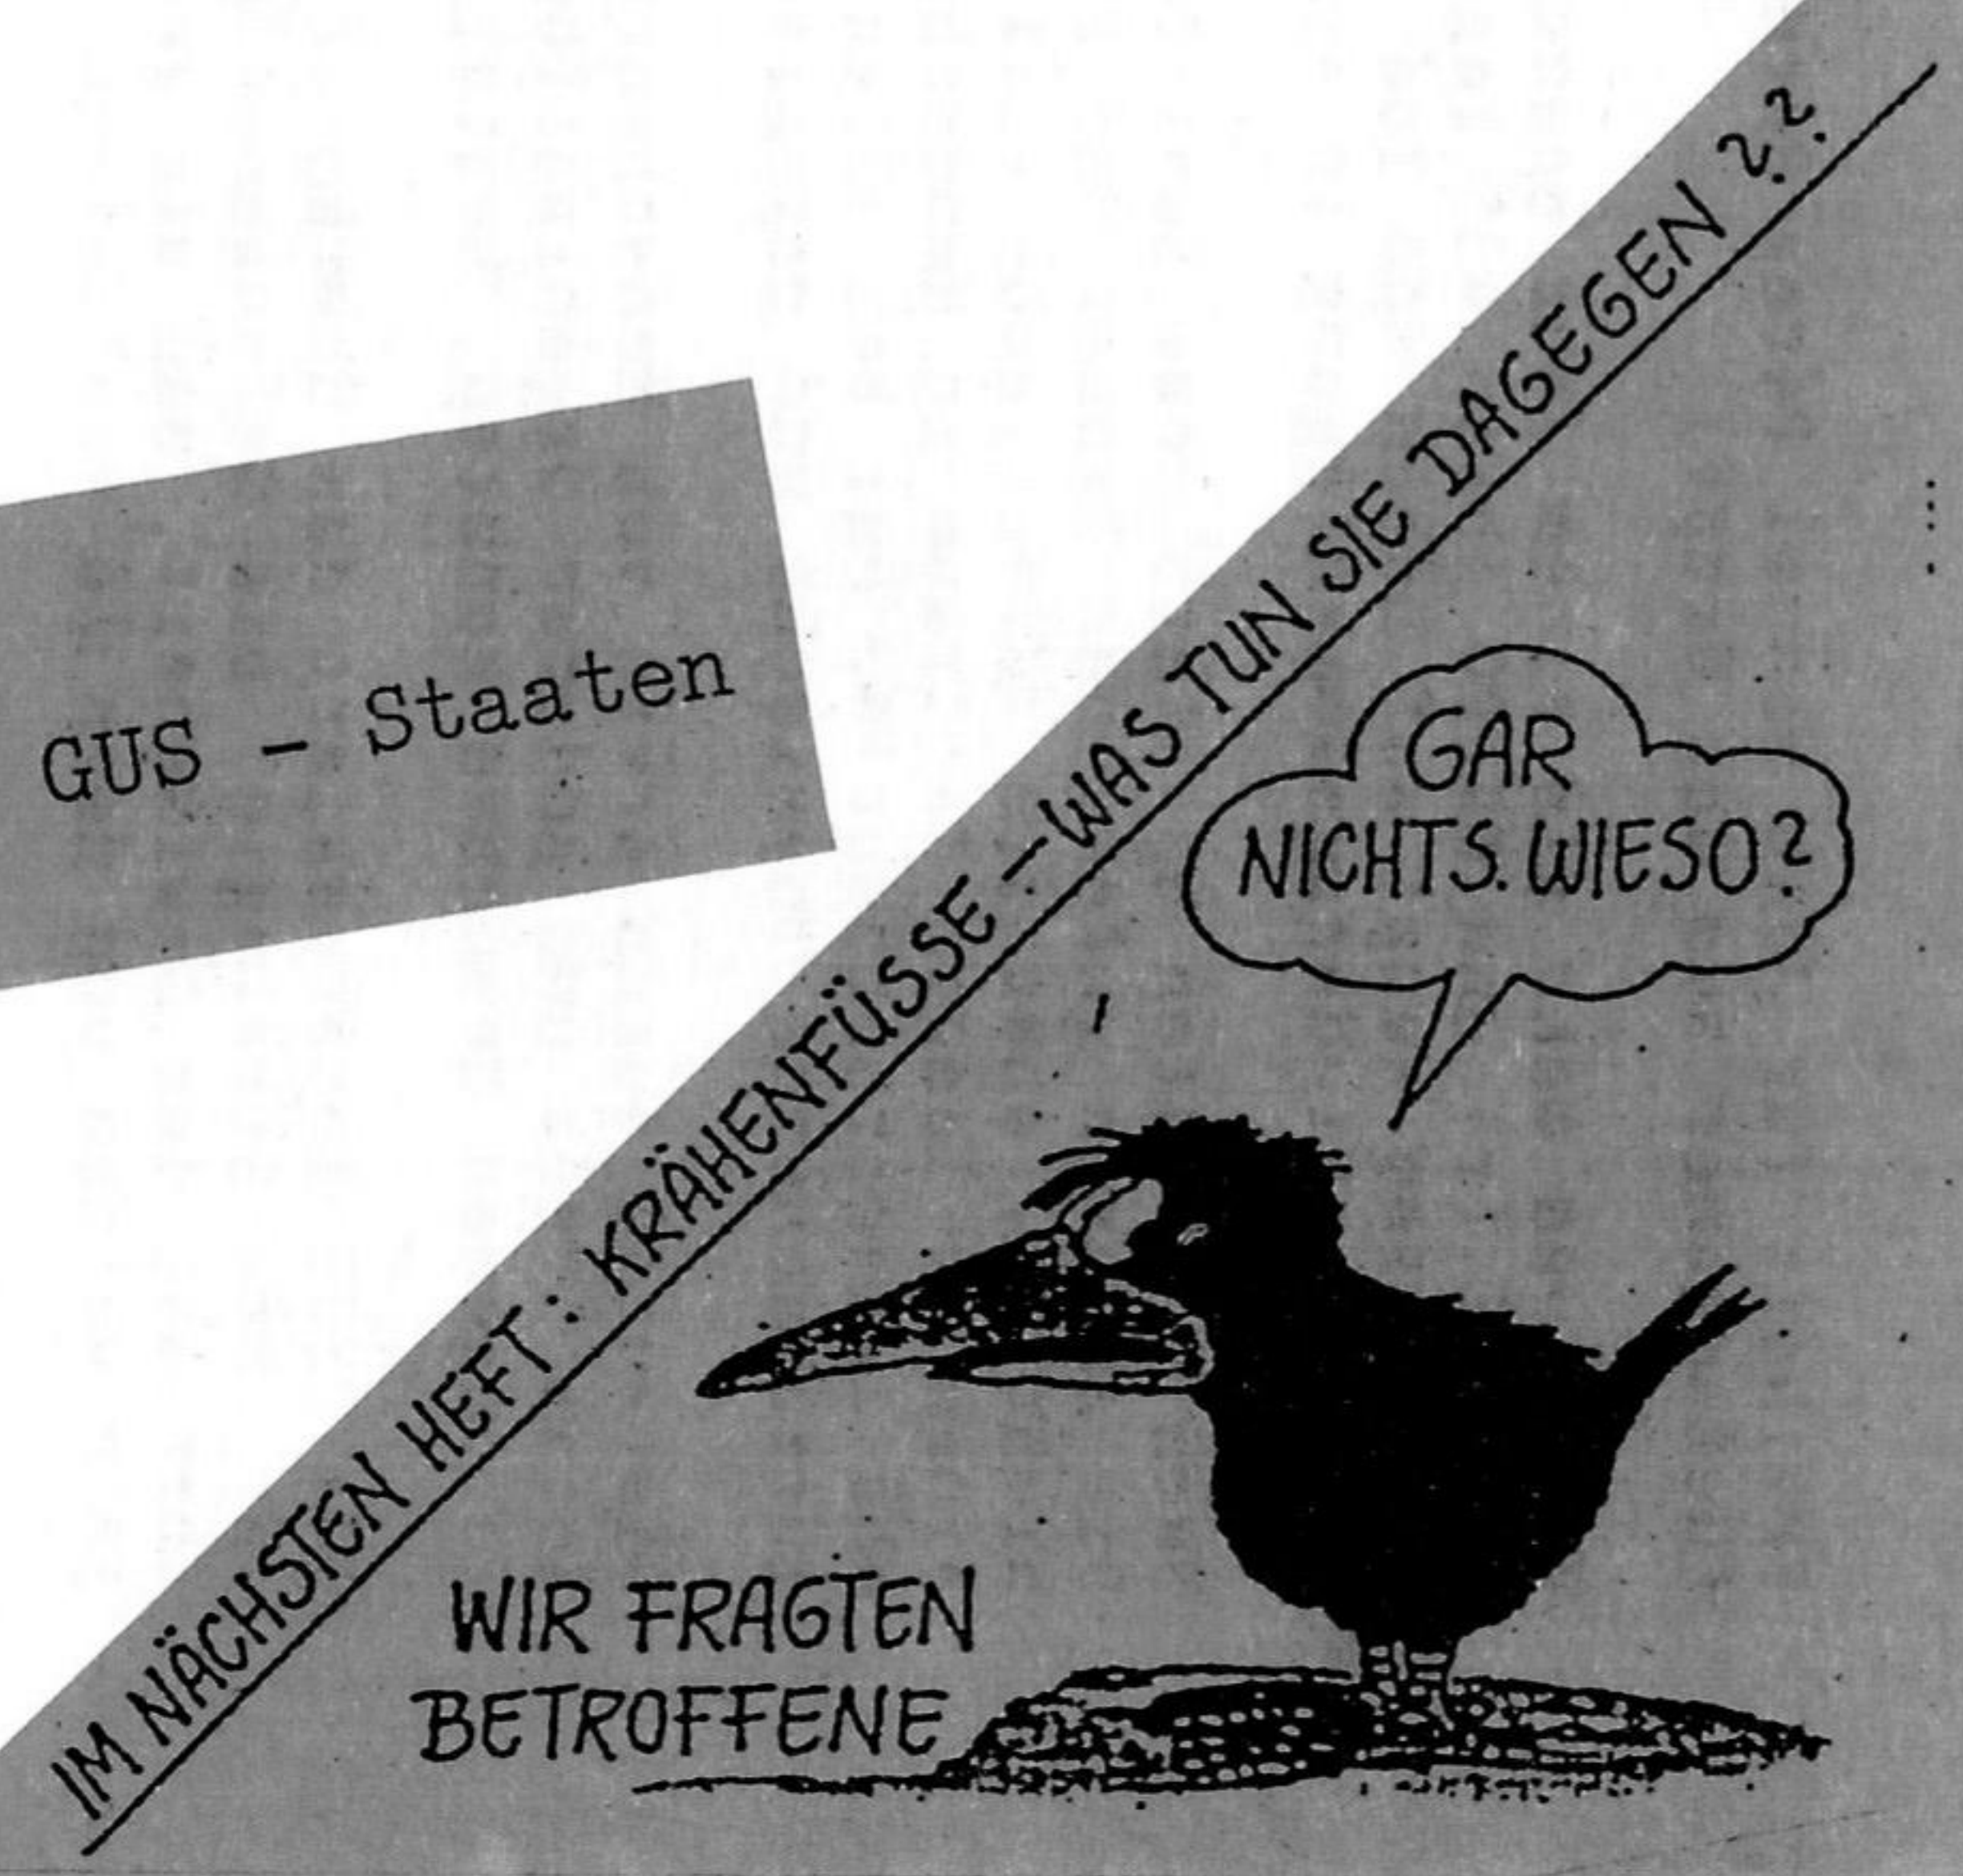 GUS - Staaten
IM NÄCHSTEN HEFT: KRÄHENFÜSSE - WAS TUN SIE DAGEGEN ??
GAR
NICHTS. WIESO?
WIR FRAGTEN
BETROFFENE